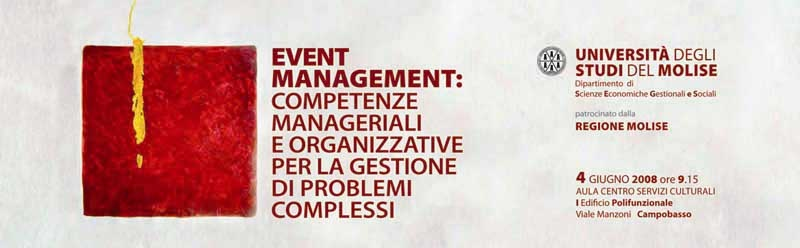 EVENT
MANAGEMENT:
COMPETENZE
MANAGERIALI
E ORGANIZZATIVE
PER LA GESTIONE
DI PROBLEMI
COMPLESSI
UNIVERSITÀ DEGLI
STUDI DEL MOLISE
Dipartimento di
Scienze Economiche Gestionali e Sociali
patrocinato dalla
REGIONE MOLISE
4 GIUGNO 2008 ore 9.15
AULA CENTRO SERVIZI CULTURALI
I Edificio Polifunzionale
Viale Manzoni Campobasso